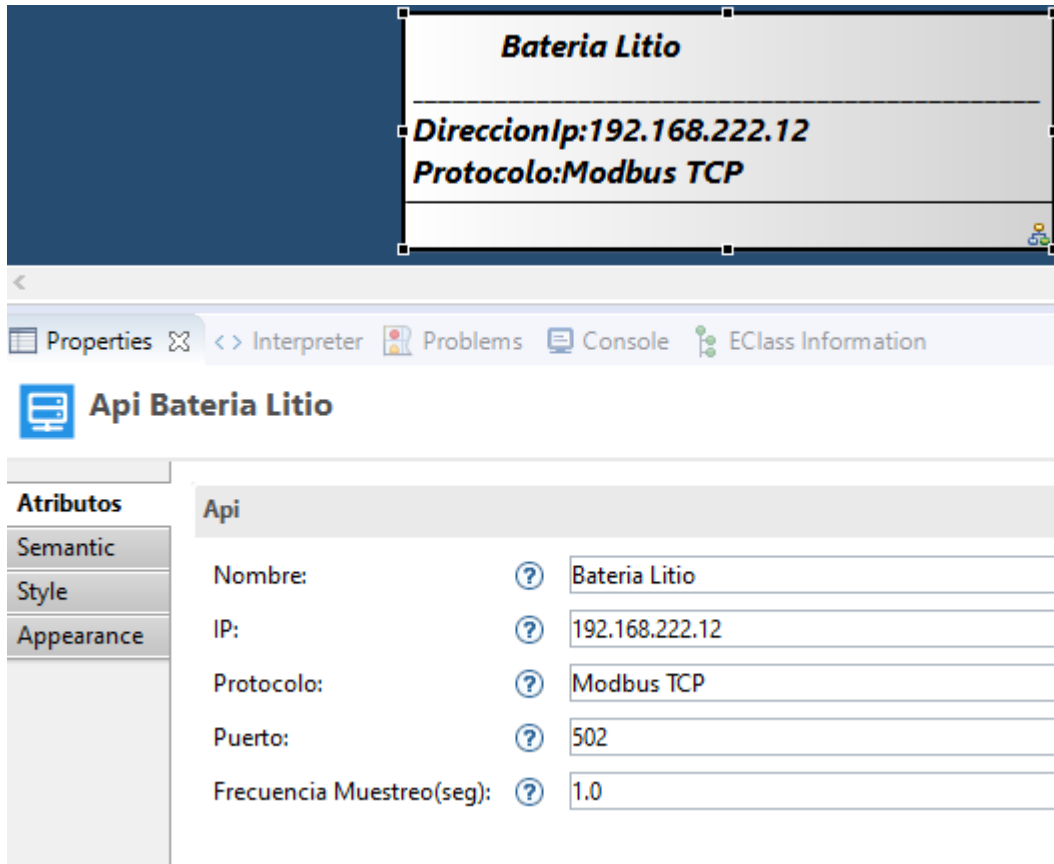 Bateria Litio
DireccionIp:192.168.222.12
Protocolo:Modbus TCP
Properties Interpreter Problems Console EClass Information
Api Bateria Litio
Atributos
Semantic
Style
Appearance
Api
Nombre: Bateria Litio
IP: 192.168.222.12
Protocolo: Modbus TCP
Puerto: 502
Frecuencia Muestreo(seg): 1.0